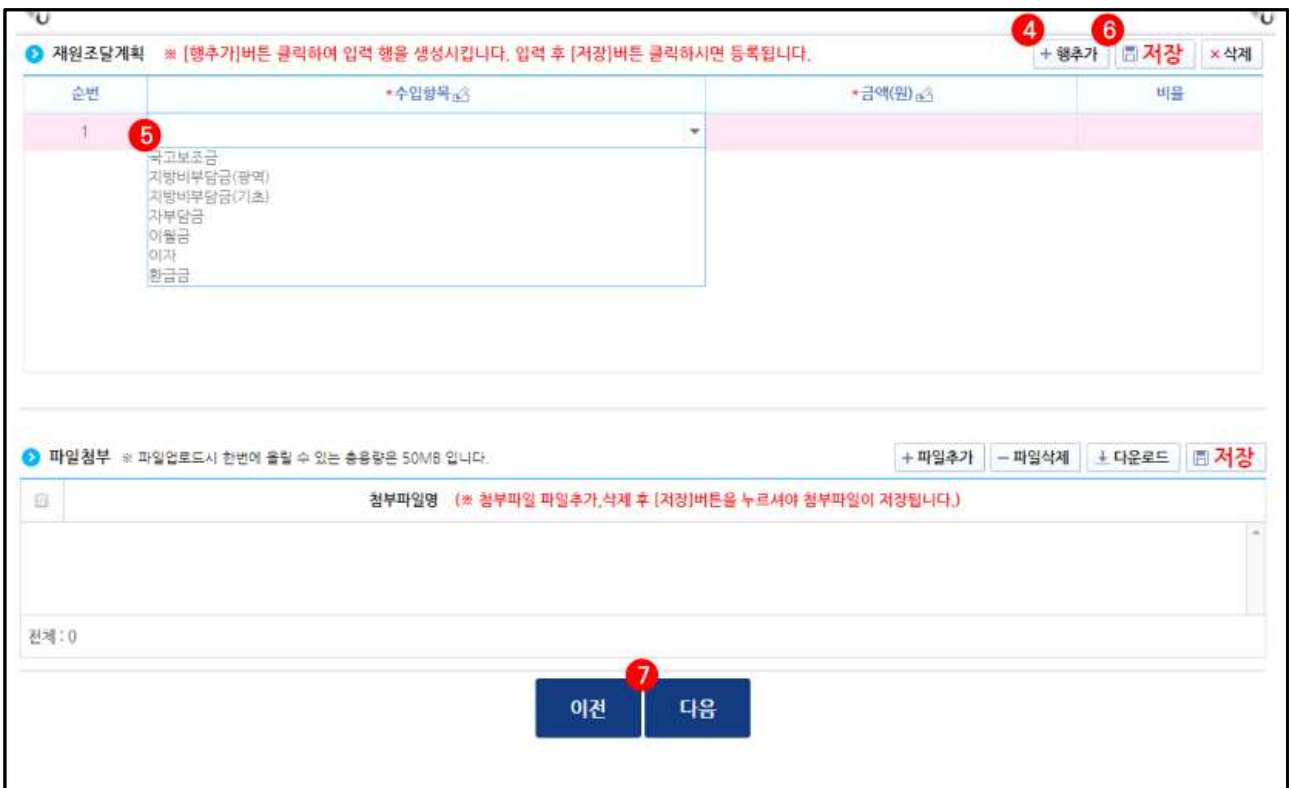 재원조달계획 ※ [행추가]버튼 클릭하여 입력 행을 생성시킵니다. 입력 후 [저장]버튼 클릭하시면 등록됩니다. 4 + 행추가 6 저장 × 삭제
순번 *수입항목 *금액(원) 비율
1 5
국고보조금
지방비부담금(광역)
지방비부담금(기초)
자부담금
이월금
이자
환급금
파일첨부 ※ 파일업로드시 한번에 올릴 수 있는 총용량은 50MB 입니다. + 파일추가 − 파일삭제 다운로드 저장
첨부파일명 (※ 첨부파일 파일추가,삭제 후 [저장]버튼을 누르셔야 첨부파일이 저장됩니다.)
전체 : 0
7
이전 다음